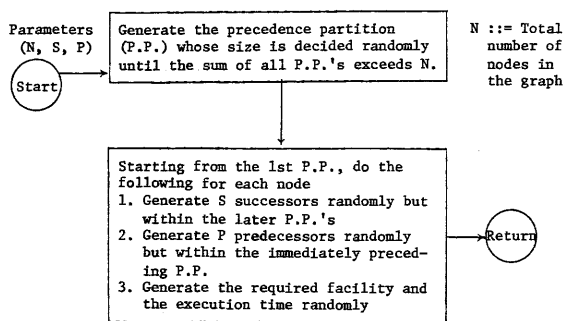 Parameters
(N, S, P)
Start
Generate the precedence partition
(P.P.) whose size is decided randomly
until the sum of all P.P.'s exceeds N.
N ::= Total
number of
nodes in
the graph
Starting from the 1st P.P., do the
following for each node
1. Generate S successors randomly but
within the later P.P.'s
2. Generate P predecessors randomly
but within the immediately preced-
ing P.P.
3. Generate the required facility and
the execution time randomly
Return